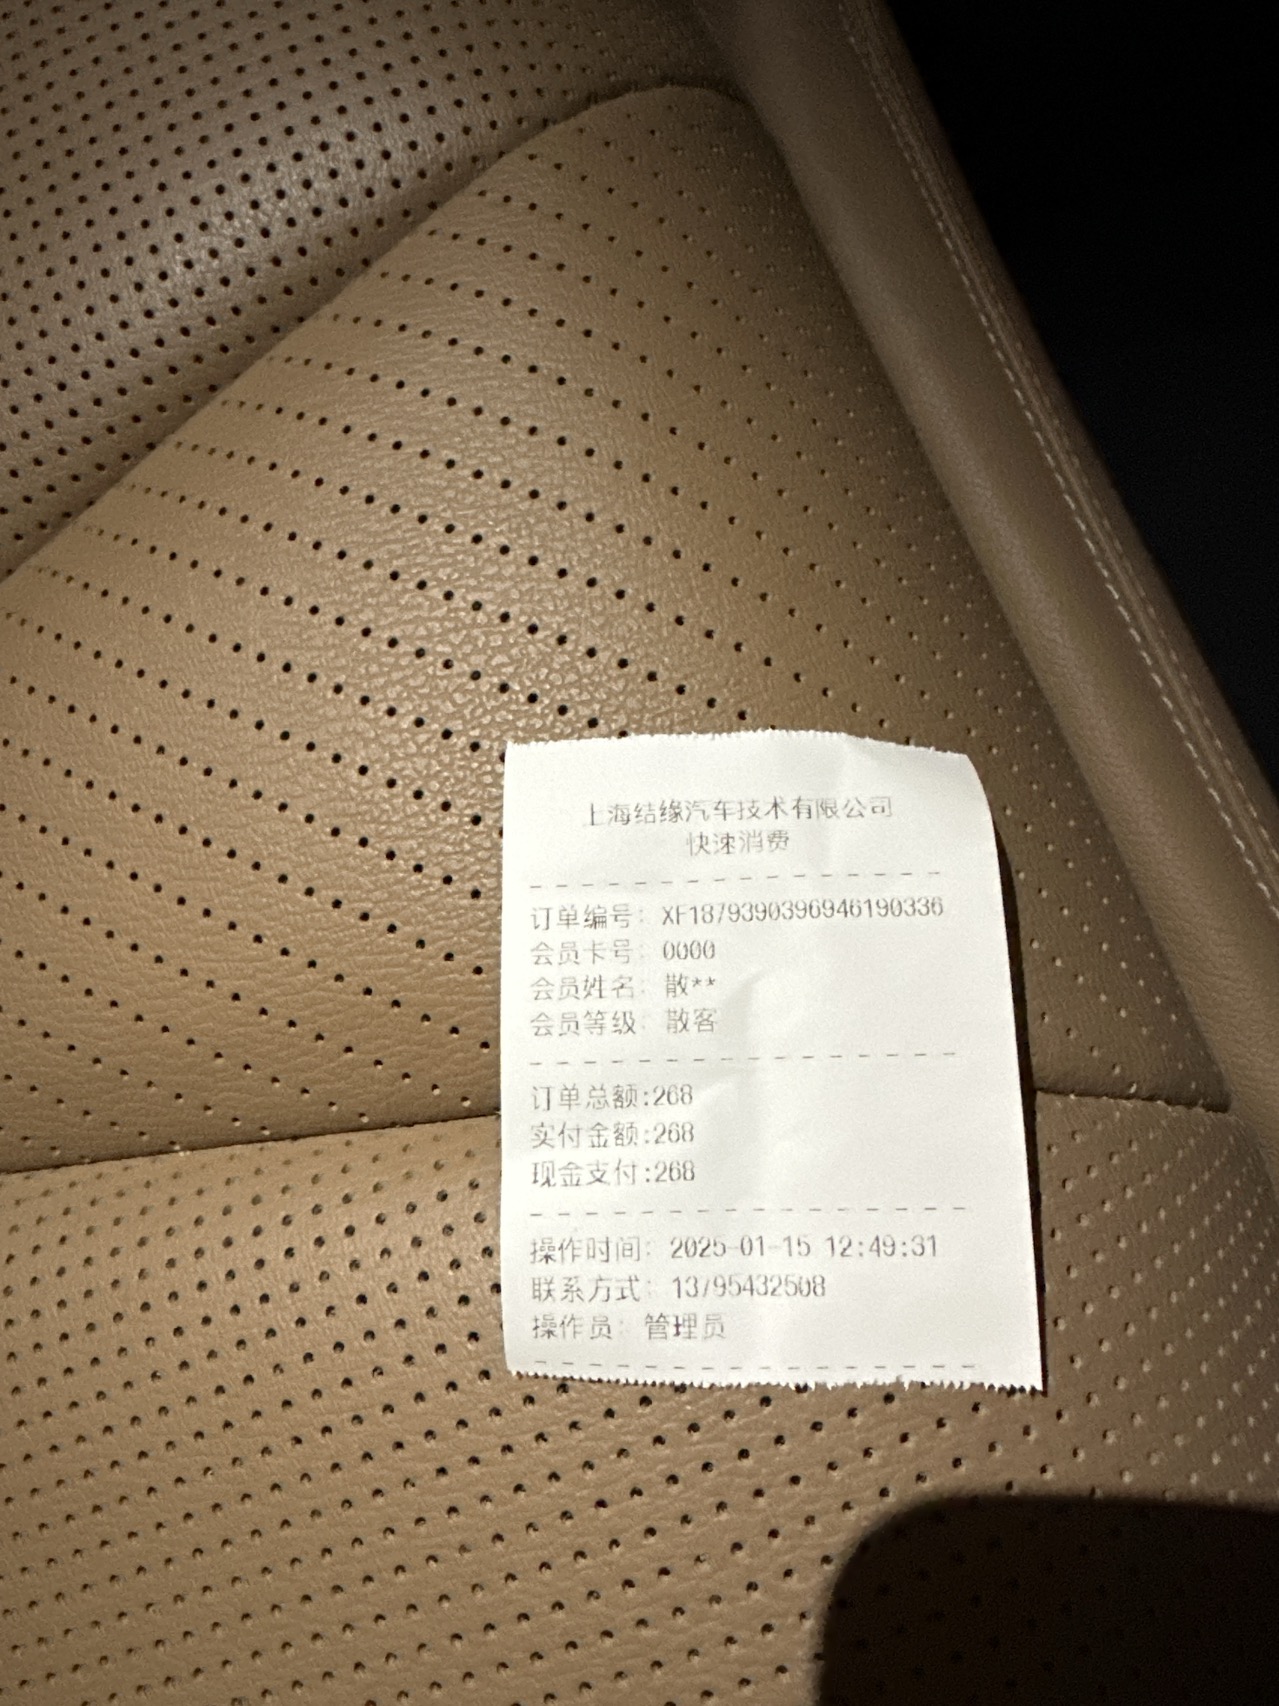 上海结缘汽车技术有限公司
快速消费
订单编号: XF1879390396946190336
会员卡号: 0000
会员姓名: 散**
会员等级: 散客
订单总额:268
实付金额:268
现金支付:268
操作时间: 2025-01-15 12:49:31
联系方式: 13795432508
操作员: 管理员